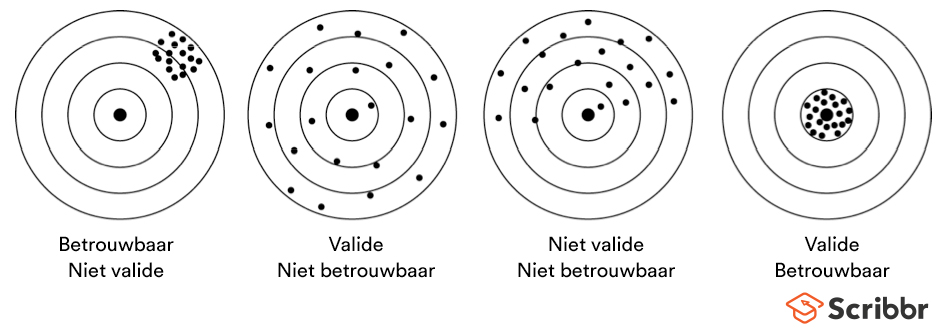 Betrouwbaar
Niet valide
Valide
Niet betrouwbaar
Niet valide
Niet betrouwbaar
Valide
Betrouwbaar
Scribbr